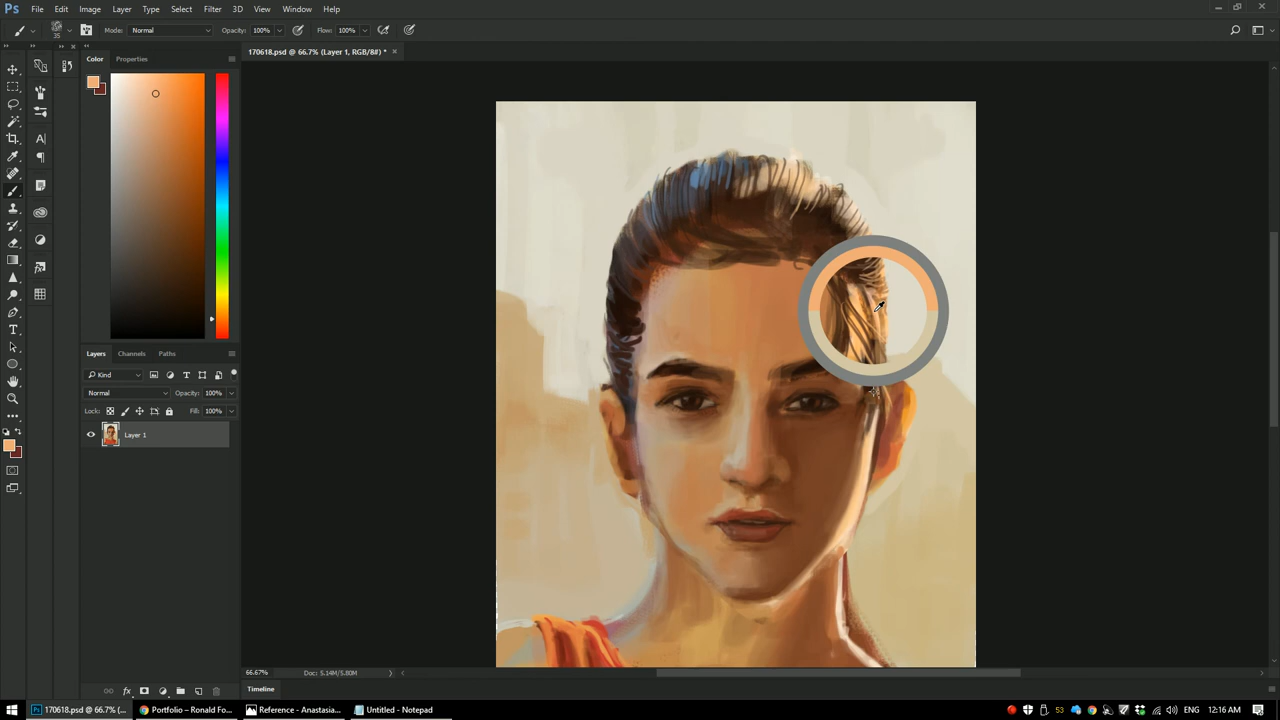 Ps File Edit Image Layer Type Select Filter 3D View Window Help
35 Mode: Normal Opacity: 100% Flow: 100%
170618.psd @ 66.7% (Layer 1, RGB/8#) * ×
Color Properties
Layers Channels Paths
Kind
Normal Opacity: 100%
Lock: Fill: 100%
Layer 1
66.67% Doc: 5.14M/5.80M
Timeline
170618.psd @ 66.7% (... Portfolio – Ronald Fo... Reference - Anastasia... Untitled - Notepad 53 ENG 12:16 AM